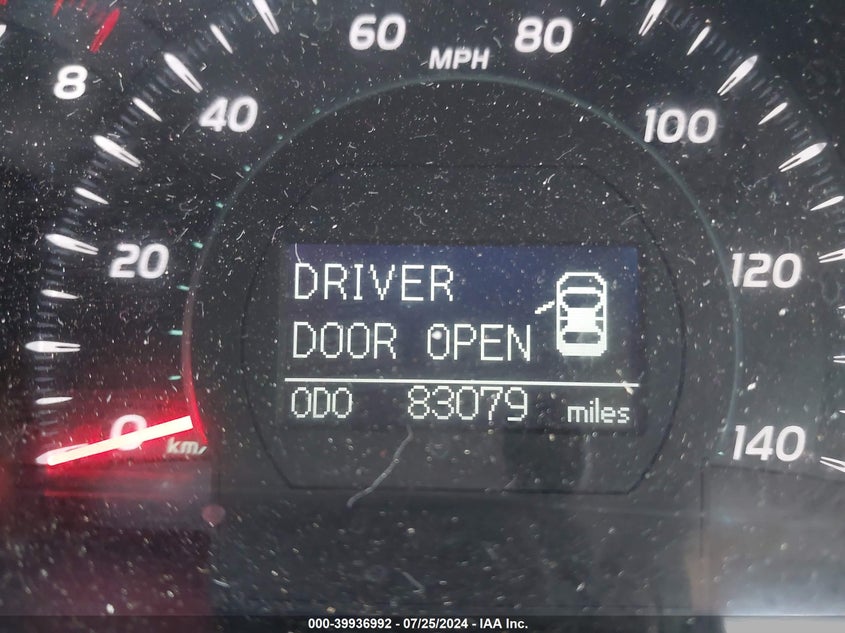 60 MPH 80
8
40 100
20 120
DRIVER
DOOR OPEN
ODO 83079 miles
0 km/ 140
000-39936992 - 07/25/2024 - IAA Inc.